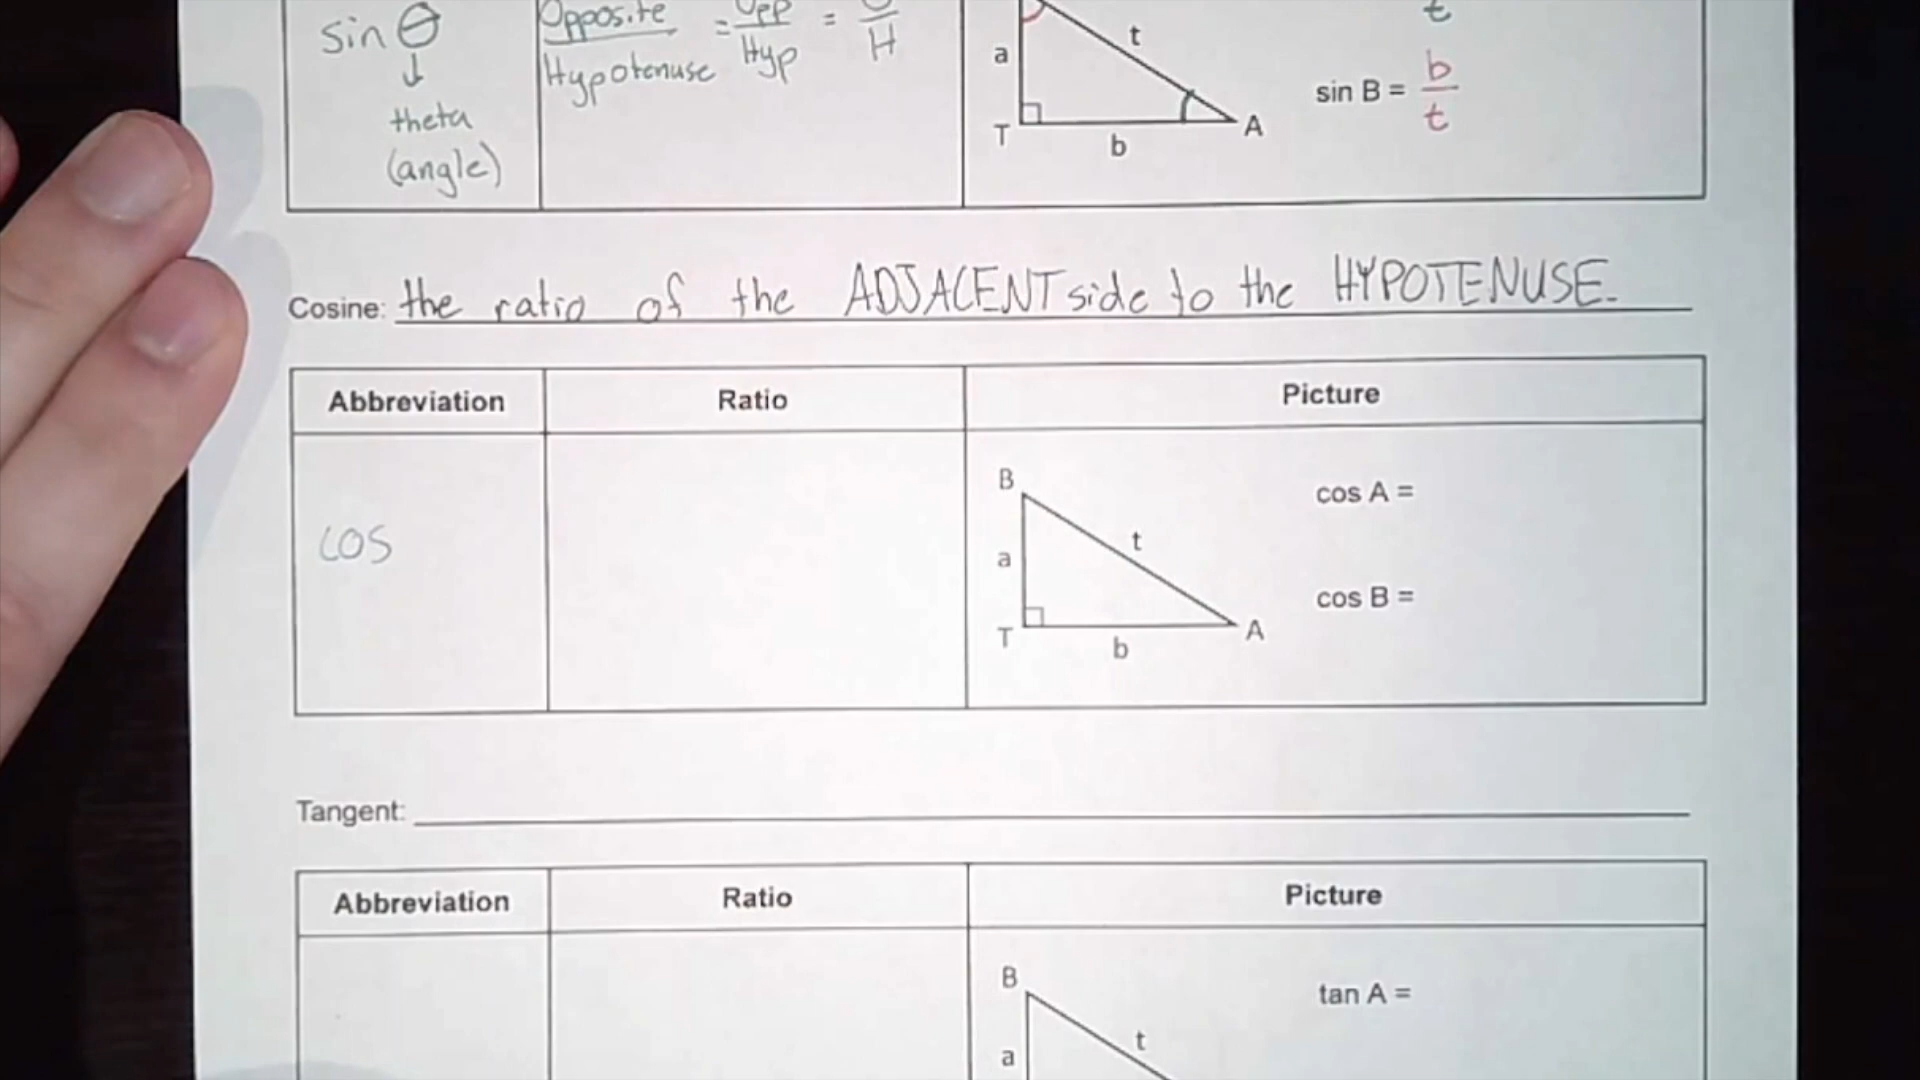 sin θ
Opposite = Opp = O
Hypotenuse Hyp H
theta
(angle)
a t
T b A
t
sin B = b
t
Cosine: the ratio of the ADJACENT side to the HYPOTENUSE.
Abbreviation Ratio Picture
cos
B
a t
T b A
cos A =
cos B =
Tangent:
Abbreviation Ratio Picture
B
a t
tan A =